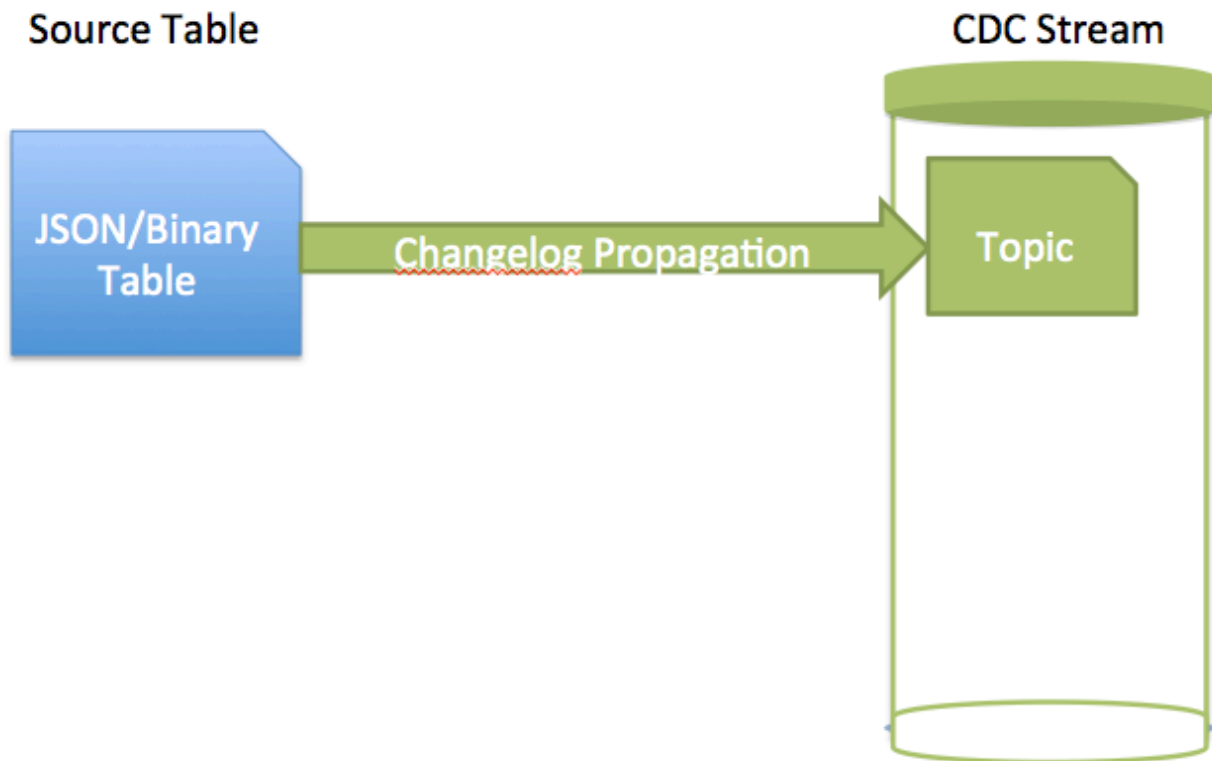 Source Table
CDC Stream
JSON/Binary
Table
Changelog Propagation
Topic